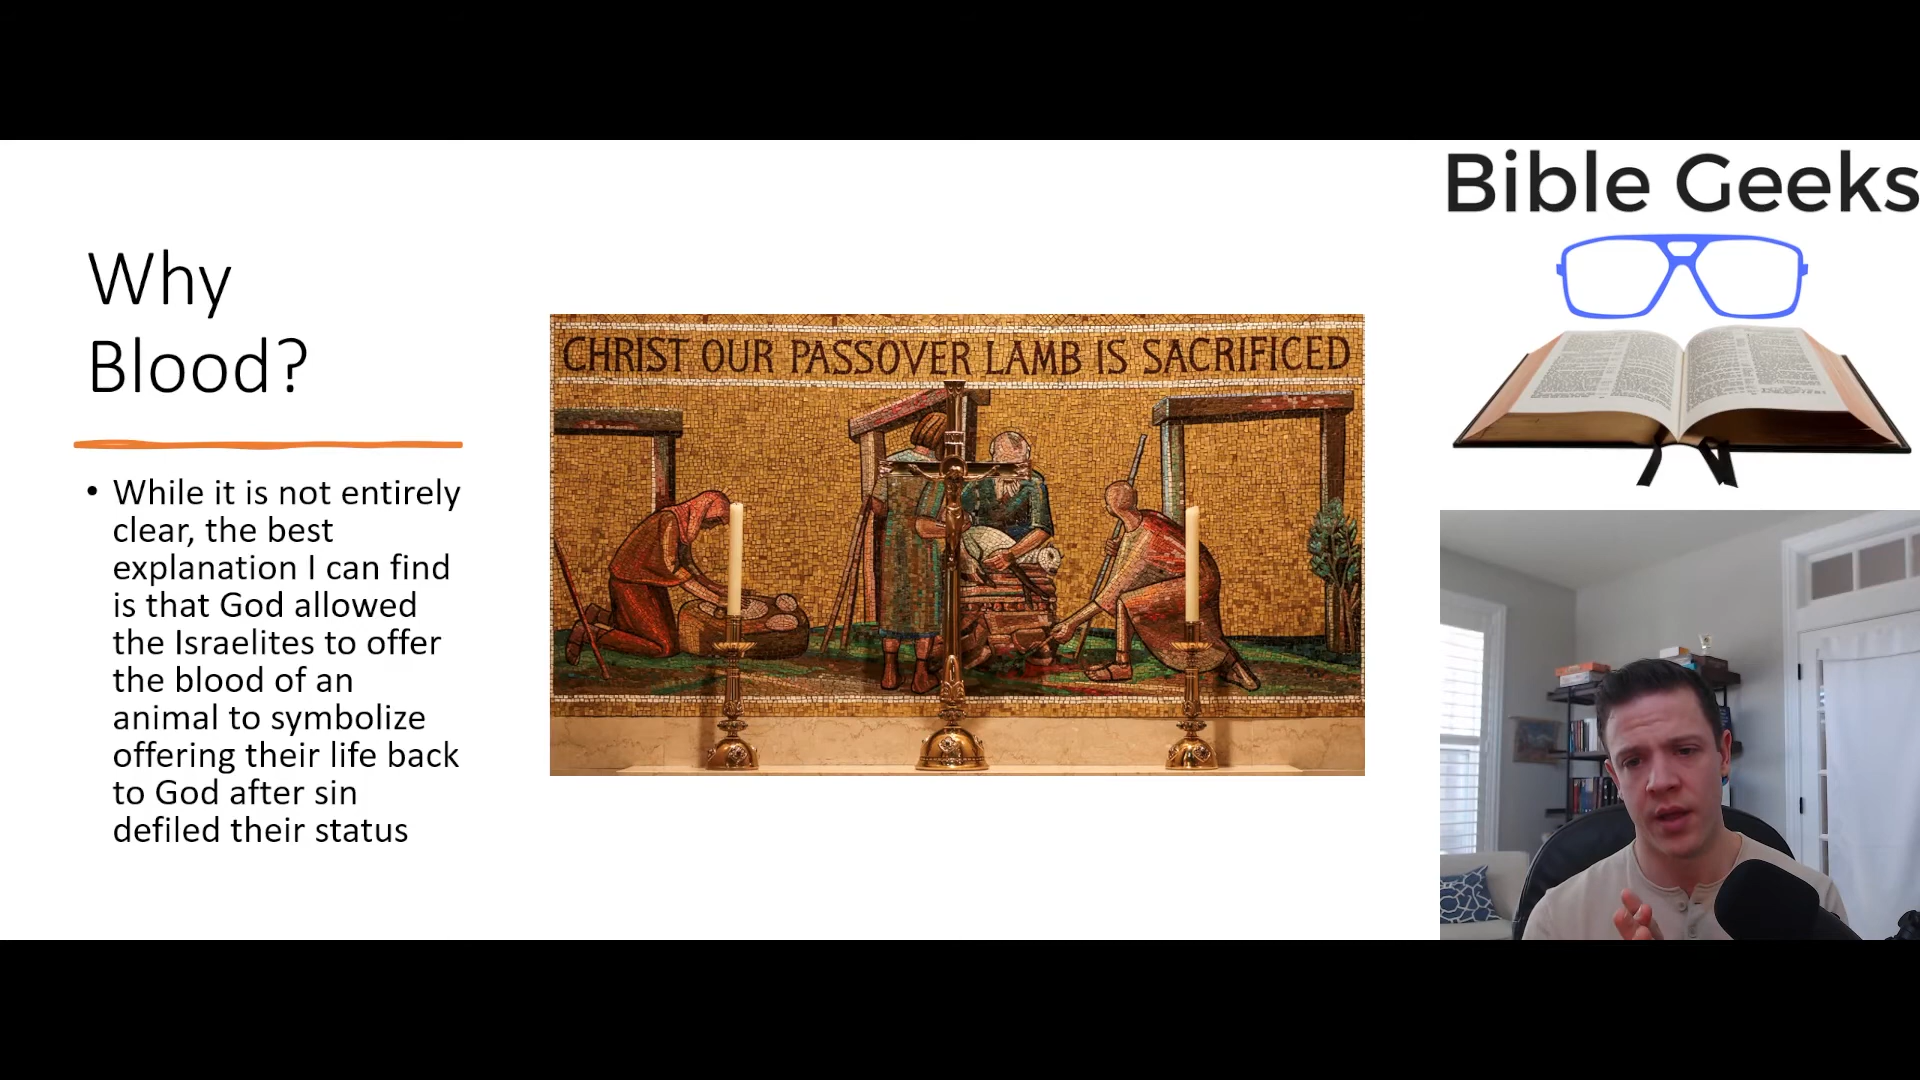 Bible Geeks
Why
Blood?
• While it is not entirely
clear, the best
explanation I can find
is that God allowed
the Israelites to offer
the blood of an
animal to symbolize
offering their life back
to God after sin
defiled their status
CHRIST OUR PASSOVER LAMB IS SACRIFICED